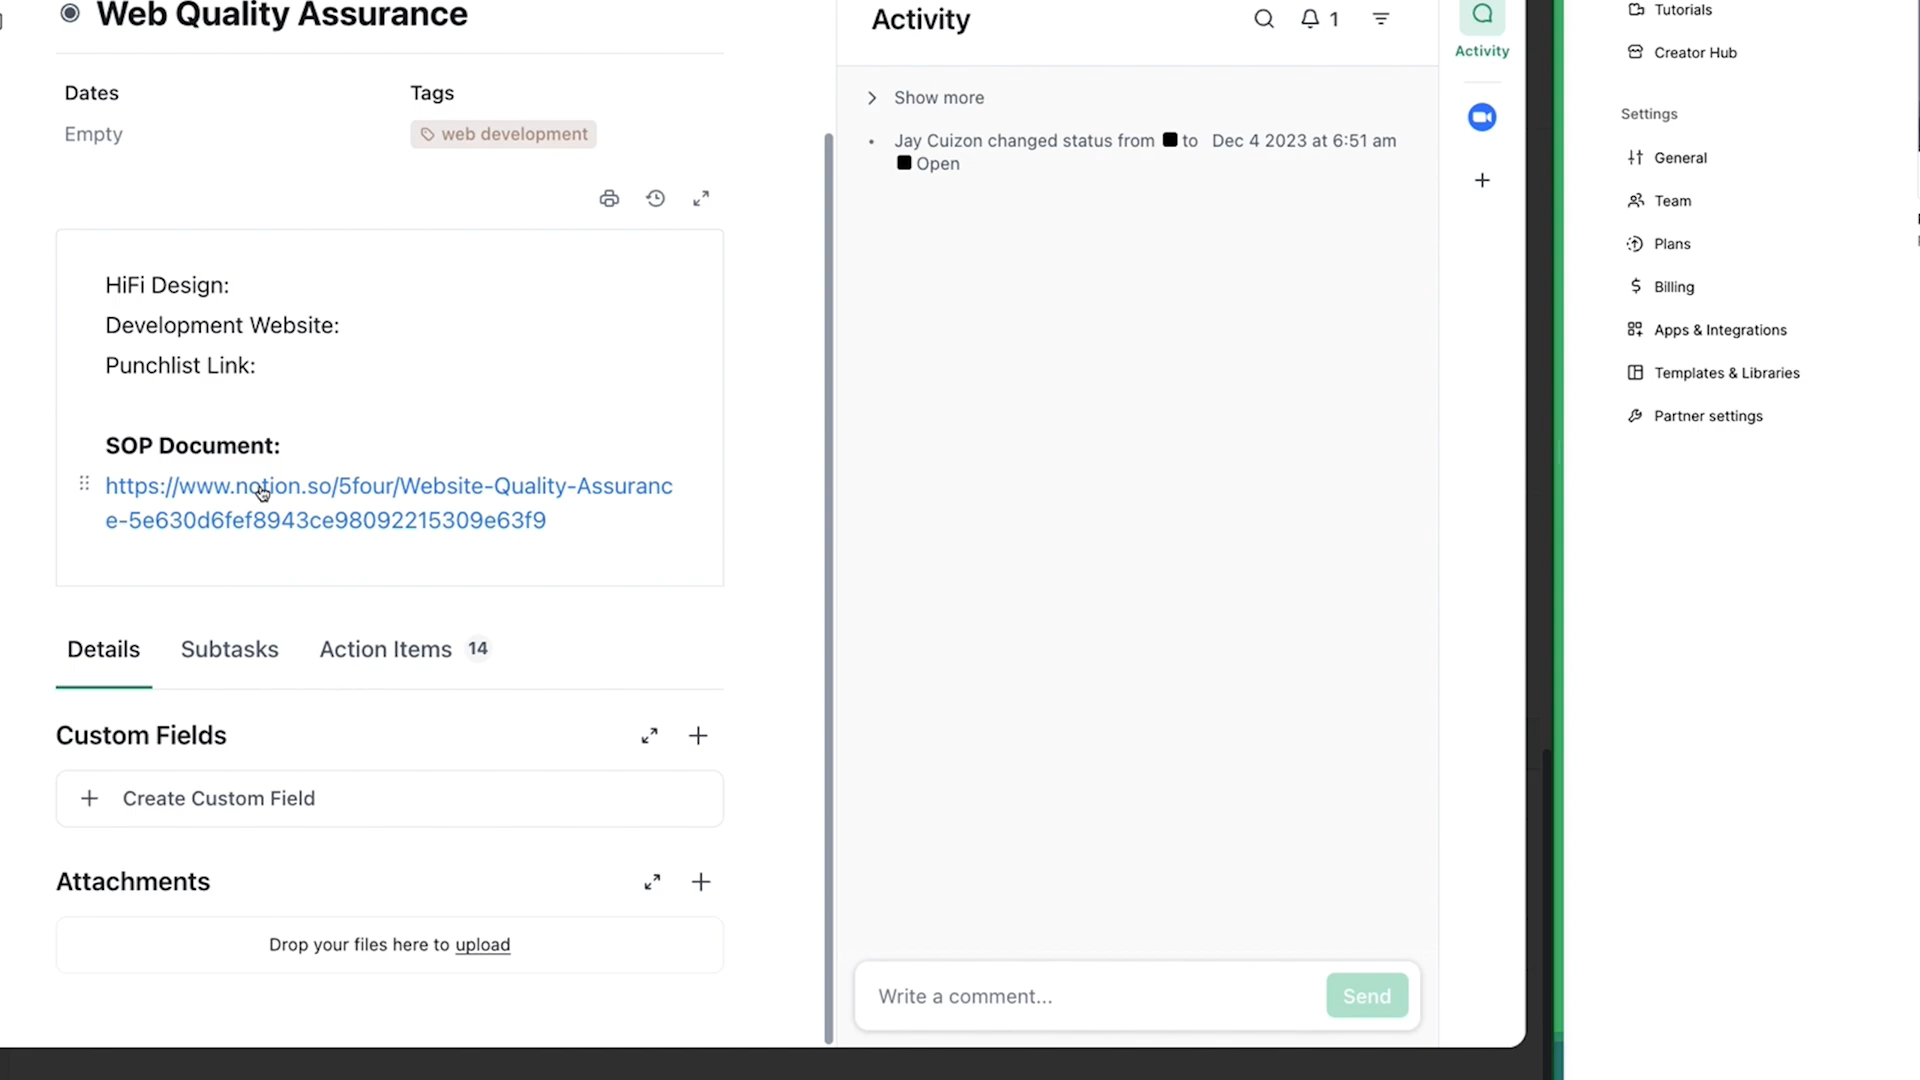 Web Quality Assurance
Dates
Tags
Empty
web development
HiFi Design:
Development Website:
Punchlist Link:
SOP Document:
https://www.notion.so/5four/Website-Quality-Assuranc
e-5e630d6fef8943ce98092215309e63f9
Details
Subtasks
Action Items 14
Custom Fields
Create Custom Field
Attachments
Drop your files here to upload
Activity
1
Show more
Jay Cuizon changed status from to Dec 4 2023 at 6:51 am
Open
Write a comment...
Send
Activity
Tutorials
Creator Hub
Settings
General
Team
Plans
Billing
Apps & Integrations
Templates & Libraries
Partner settings